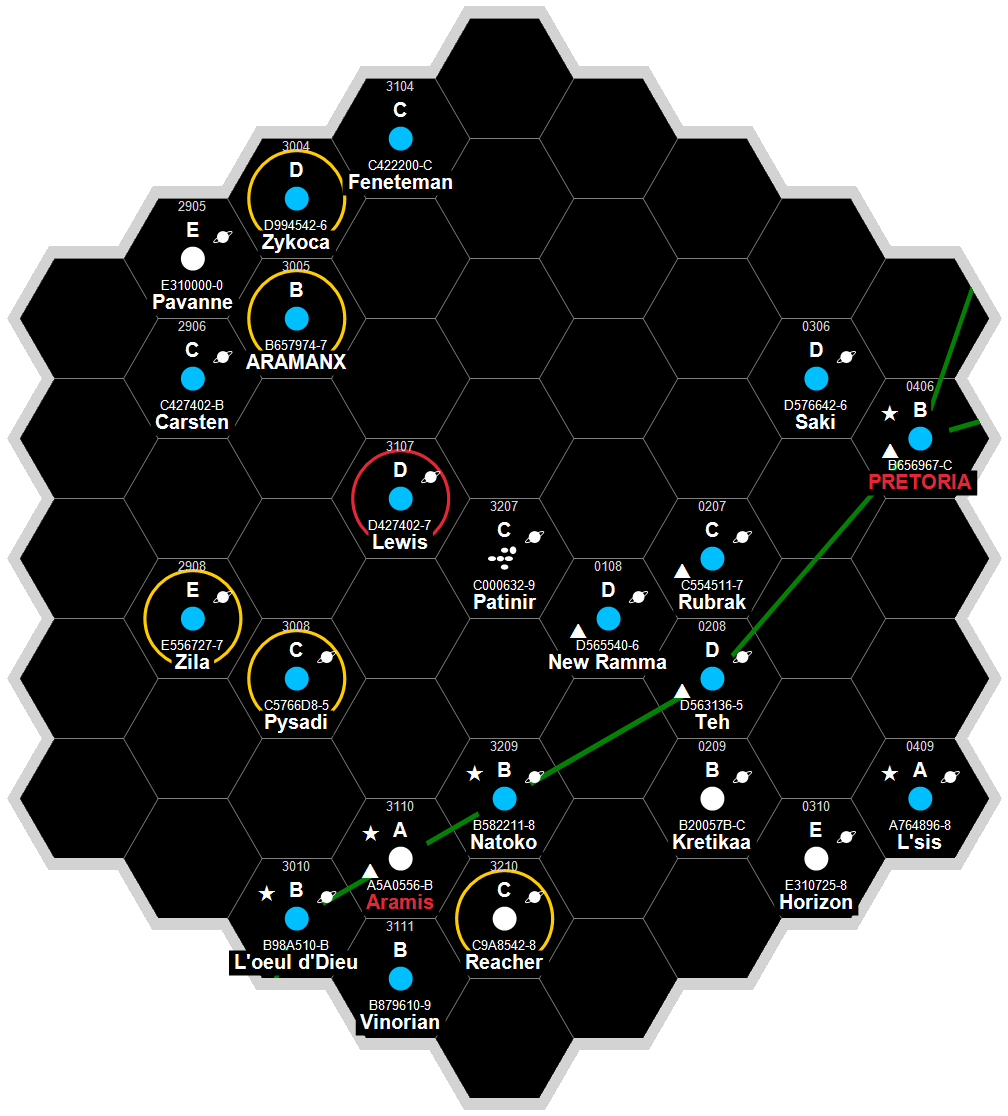 3104
C
C422200-C
Feneteman
3004
D
D994542-6
Zykoca
2905
E
E310000-0
Pavanne
3005
B
B657974-7
ARAMANX
2906
C
C427402-B
Carsten
0306
D
D576642-6
Saki
0406
B
B656967-C
PRETORIA
3107
D
D427402-7
Lewis
3207
C
C000632-9
Patinir
0207
C
C554511-7
Rubrak
2908
E
E556727-7
Zila
0108
D
D565540-6
New Ramma
3008
C
C5766D8-5
Pysadi
0208
D
D563136-5
Teh
3209
B
B582211-8
Natoko
0209
B
B20057B-C
Kretikaa
0409
A
A764896-8
L'sis
3110
A
A5A0556-B
Aramis
0310
E
E310725-8
Horizon
3010
B
B98A510-B
L'oeul d'Dieu
3210
C
C9A8542-8
Reacher
3111
B
B879610-9
Vinorian